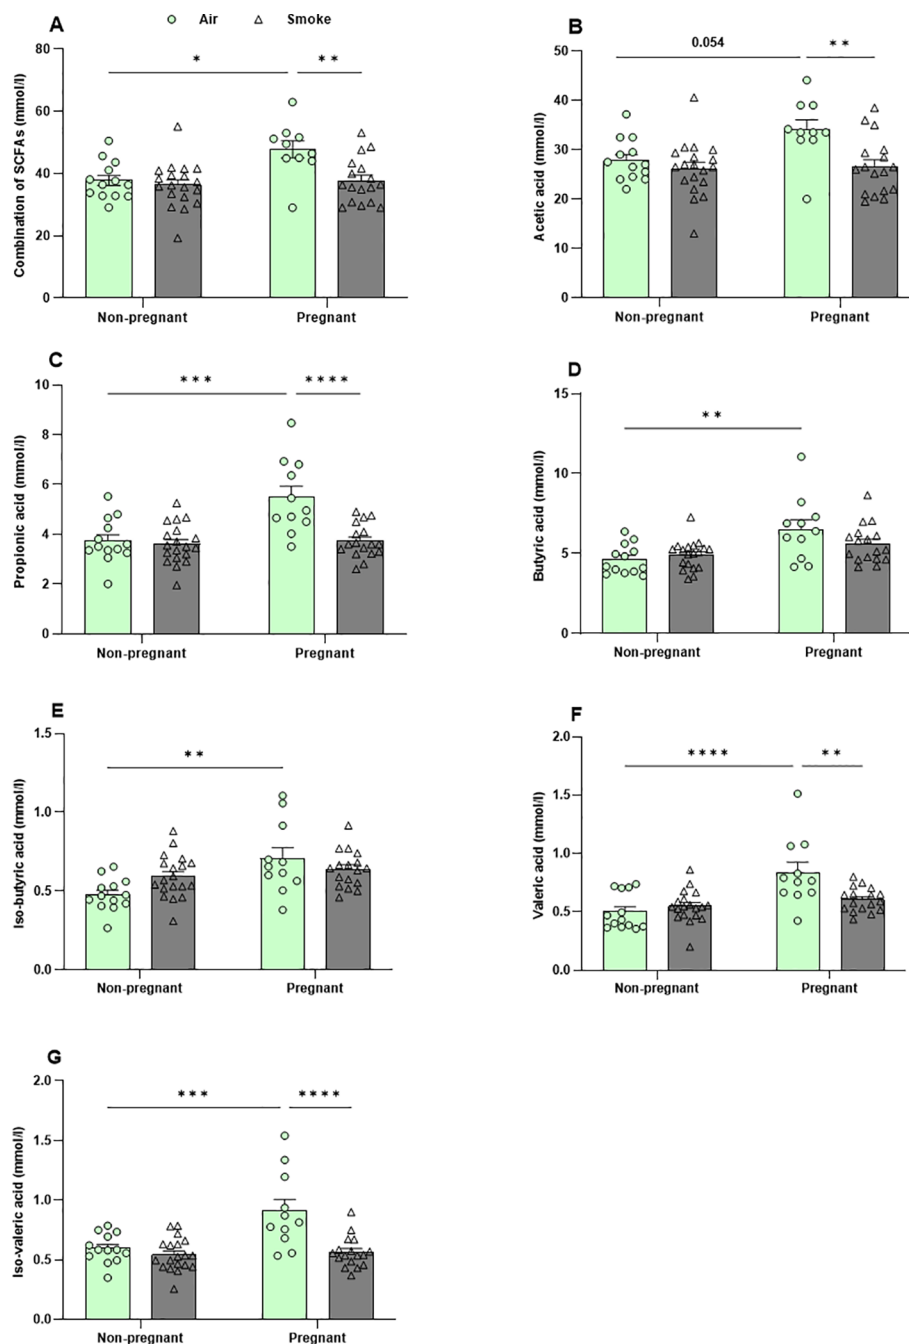 A
Air
Smoke
Combination of SCFAs (mmol/l)
80
60
40
20
0
*
**
Non-pregnant
Pregnant
B
Acetic acid (mmol/l)
50
40
30
20
10
0
0.054
**
Non-pregnant
Pregnant
C
Propionic acid (mmol/l)
10
8
6
4
2
0
***
****
Non-pregnant
Pregnant
D
Butyric acid (mmol/l)
15
10
5
0
**
Non-pregnant
Pregnant
E
Iso-butyric acid (mmol/l)
1.5
1.0
0.5
0.0
**
Non-pregnant
Pregnant
F
Valeric acid (mmol/l)
2.0
1.5
1.0
0.5
0.0
****
**
Non-pregnant
Pregnant
G
Iso-valeric acid (mmol/l)
2.0
1.5
1.0
0.5
0.0
***
****
Non-pregnant
Pregnant